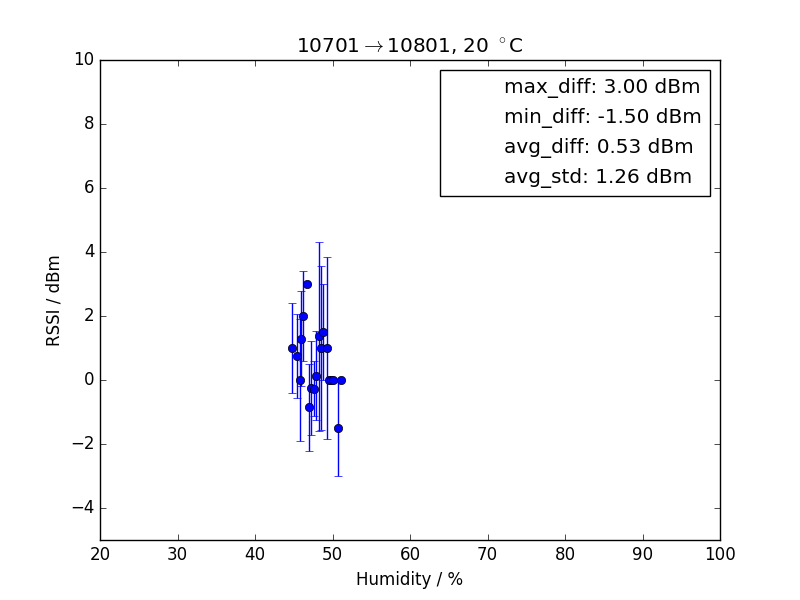 10701→10801, 20 °C
max_diff: 3.00 dBm
min_diff: -1.50 dBm
avg_diff: 0.53 dBm
avg_std: 1.26 dBm
10
8
6
4
2
0
−2
−4
RSSI / dBm
20 30 40 50 60 70 80 90 100
Humidity / %